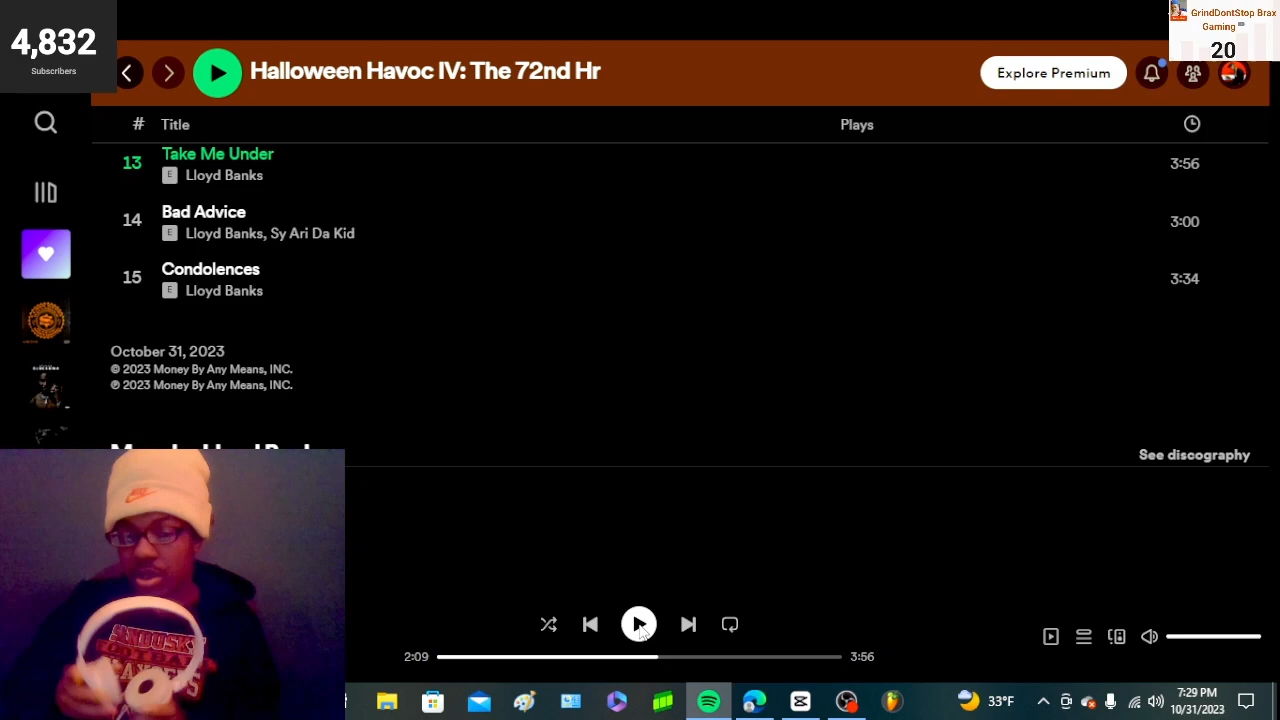 4,832
Subscribers
GrindDontStop Brax
Gaming
20
Halloween Havoc IV: The 72nd Hr
Explore Premium
# Title Plays
13 Take Me Under 3:56
E Lloyd Banks
14 Bad Advice 3:00
E Lloyd Banks, Sy Ari Da Kid
15 Condolences 3:34
E Lloyd Banks
October 31, 2023
© 2023 Money By Any Means, INC.
℗ 2023 Money By Any Means, INC.
See discography
SANDUSKY
2:09 3:56
33°F
7:29 PM
10/31/2023